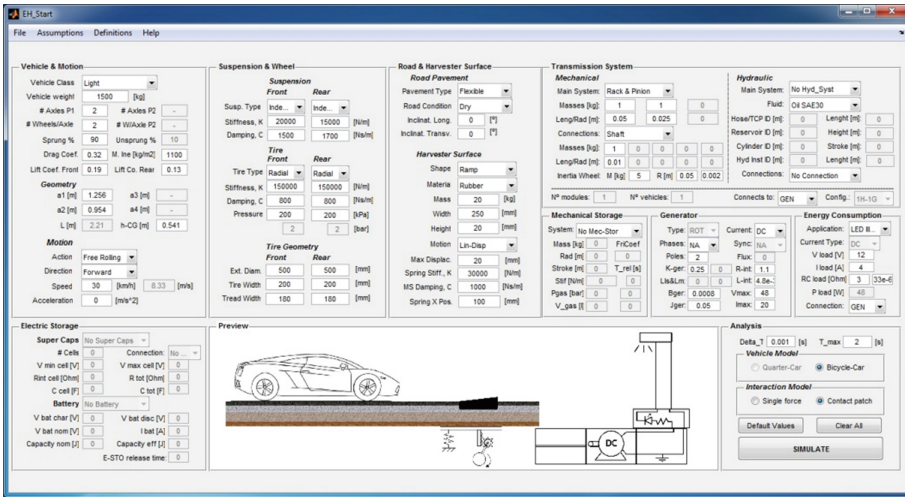 EH_Start
File Assumptions Definitions Help
Vehicle & Motion
Vehicle Class Light
Vehicle weight 1500 [kg]
# Axles P1 2 # Axles P2 -
# Wheels/Axle 2 # W/Axle P2 -
Sprung % 90 Unsprung % 10
Drag Coef. 0.32 M. Ine [kg/m2] 1100
Lift Coef. Front 0.19 Lift Co. Rear 0.13
Geometry
a1 [m] 1.256 a3 [m] -
a2 [m] 0.954 a4 [m] -
L [m] 2.21 h-CG [m] 0.541
Motion
Action Free Rolling
Direction Forward
Speed 30 [km/h] 8.33 [m/s]
Acceleration 0 [m/s^2]
Suspension & Wheel
Suspension
Front Rear
Susp. Type Inde... Inde...
Stiffness, K 20000 15000 [N/m]
Damping, C 1500 1700 [Ns/m]
Tire
Front Rear
Tire Type Radial Radial
Stiffness, K 150000 150000 [N/m]
Damping, C 800 800 [Ns/m]
Pressure 200 200 [kPa]
2 2 [bar]
Tire Geometry
Front Rear
Ext. Diam. 500 500 [mm]
Tire Width 200 200 [mm]
Tread Width 180 180 [mm]
Road & Harvester Surface
Road Pavement
Pavement Type Flexible
Road Condition Dry
Inclinat. Long. 0 [º]
Inclinat. Transv. 0 [º]
Harvester Surface
Shape Ramp
Materia Rubber
Mass 20 [kg]
Width 250 [mm]
Height 20 [mm]
Motion Lin-Disp
Max Displac. 20 [mm]
Spring Stiff., K 30000 [N/m]
MS Damping, C 1000 [Ns/m]
Spring X Pos. 100 [mm]
Transmission System
Mechanical
Main System: Rack & Pinion
Masses [kg]: 1 1 0
Leng/Rad [m]: 0.05 0.025 0
Connections: Shaft
Masses [kg]: 1 0 0 0 0
Leng/Rad [m]: 0.01 0 0 0 0
Inertia Wheel: M [kg] 5 R [m] 0.05 0.002
Hydraulic
Main System: No Hyd_Syst
Fluid: Oil SAE30
Hose/TCP ID [m]: 0 Lenght [m]: 0
Reservoir ID [m]: 0 Height [m]: 0
Cylinder ID [m]: 0 Stroke [m]: 0
Hyd Inst ID [m]: 0 Lenght [m]: 0
Connections: No Connection
Nº modules: 1 Nº vehicles: 1 Connects to: GEN Config.: 1H-1G
Mechanical Storage
System: No Mec-Stor
Mass [kg] 0 FriCoef
Rad [m] 0 0
Stroke [m] 0 T_rel [s]
Stif [N/m] 0 0
Pgas [bar] 0 0
V_gas [l] 0 0
Generator
Type: ROT Current: DC
Phases: NA Sync: NA
Poles: 2 Flux: 0
K-ger: 0.25 0 R-int: 1.1
Lls&Lm: 0 0 L-int: 4.8e-
Bger: 0.0008 Vmax: 48
Jger: 0.05 Imax: 20
Energy Consumption
Application: LED Ill...
Current Type: DC
V load [V] 12
I load [A] 4
RC load [Ohm] 3 33e-6
P load [W] 48
Connection: GEN
Electric Storage
Super Caps No Super Caps
# Cells 0 Connection: No ...
V min cell [V] 0 V max cell [V] 0
Rint cell [Ohm] 0 R tot [Ohm] 0
C cell [F] 0 C tot [F] 0
Battery No Battery
V bat char [V] 0 V bat disc [V] 0
V bat nom [V] 0 I bat [A] 0
Capacity nom [J] 0 Capacity eff [J] 0
E-STO release time: 0
Preview
DC
Analysis
Delta_T 0.001 [s] T_max 2 [s]
Vehicle Model
Quarter-Car Bicycle-Car
Interaction Model
Single force Contact patch
Default Values Clear All
SIMULATE